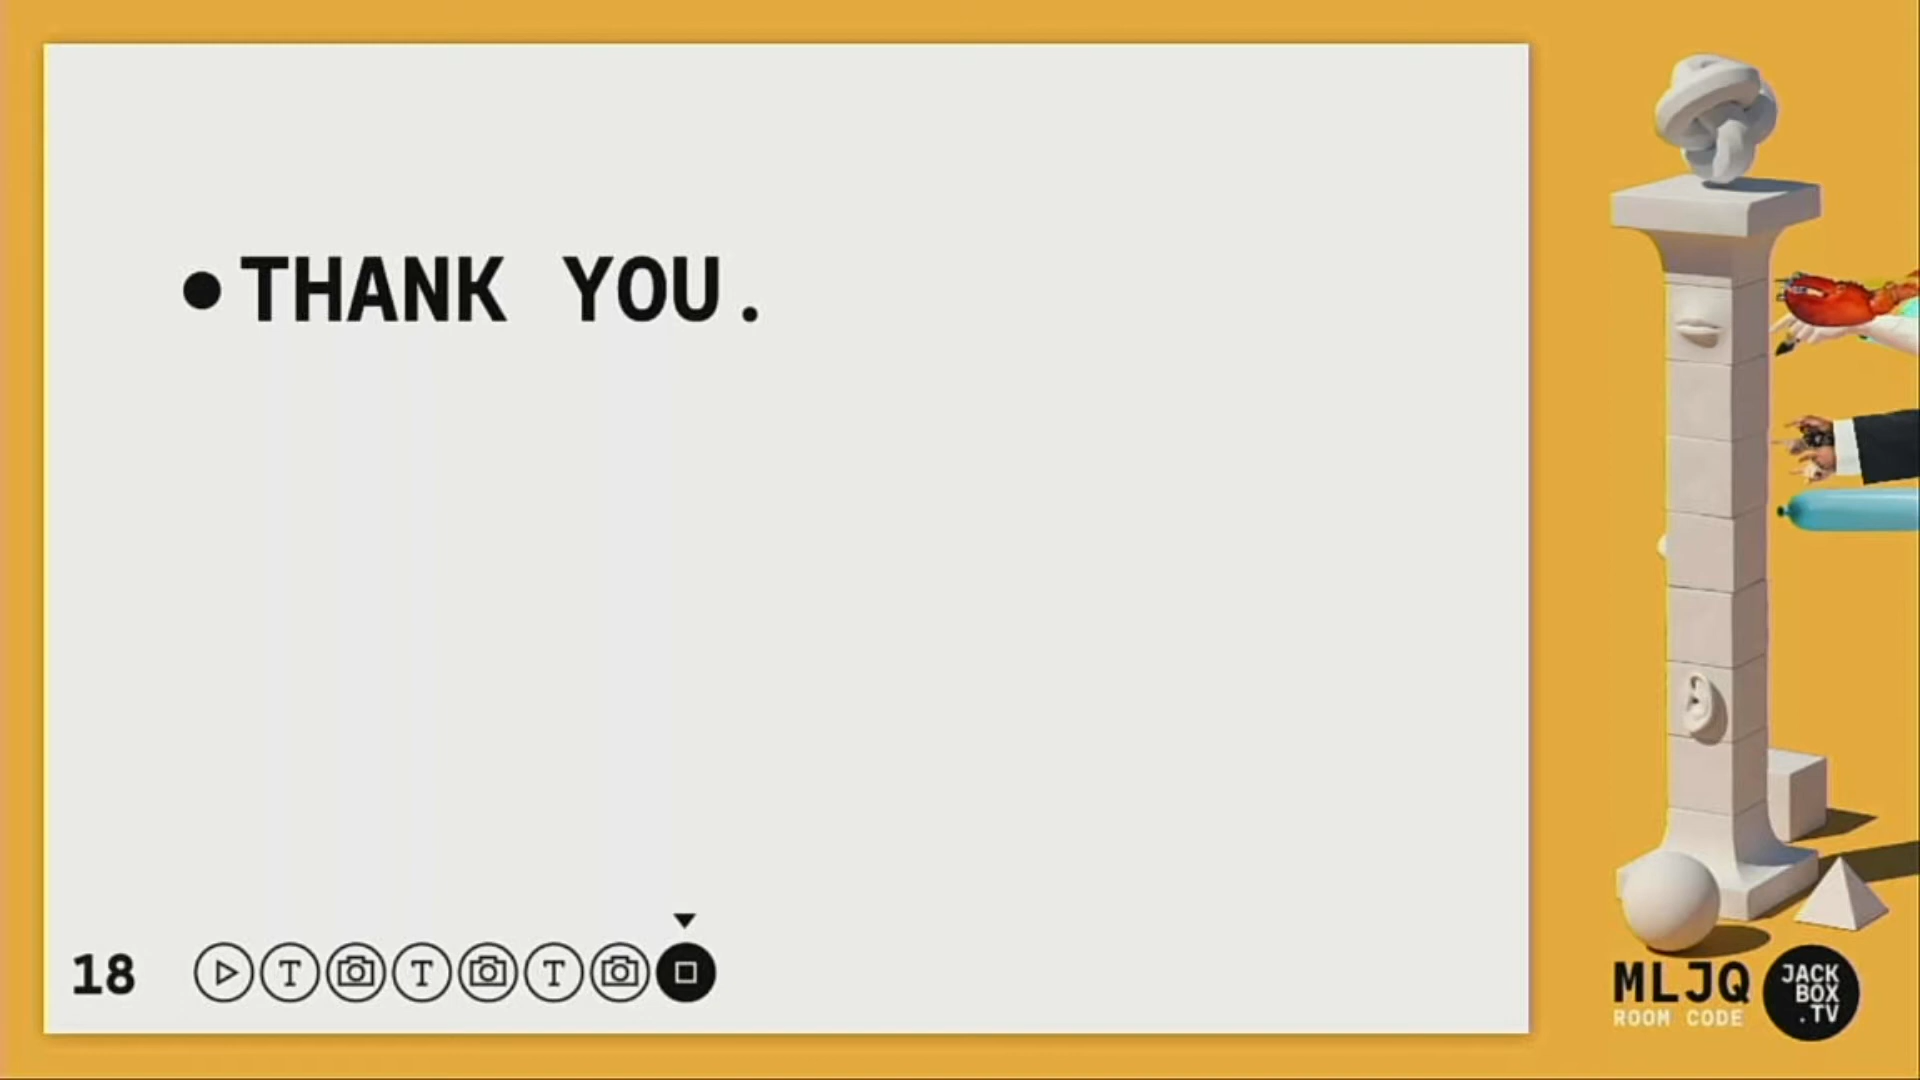 ●THANK YOU.
18
T T T
MLJQ
ROOM CODE
JACK
BOX
.TV